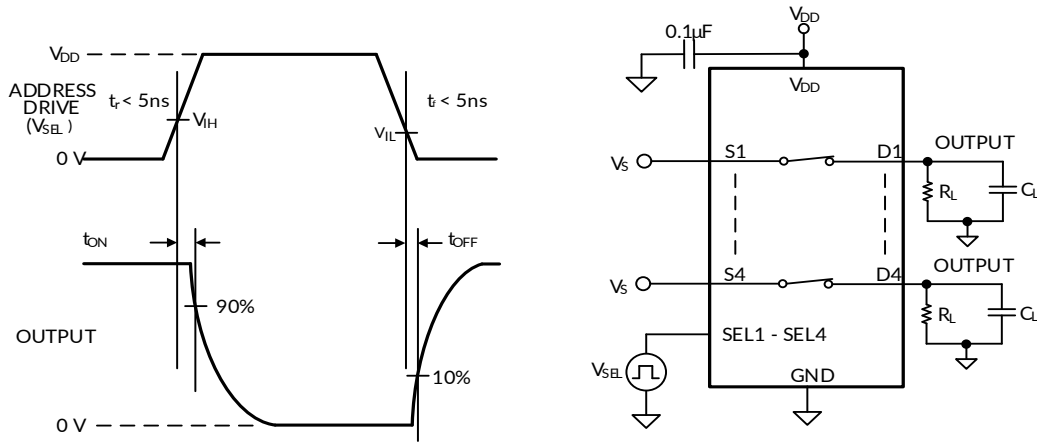 VDD
ADDRESS
DRIVE
(VSEL)
tr < 5ns
VIH
tf < 5ns
VIL
0 V
tON
tOFF
90%
OUTPUT
10%
0 V
VDD
0.1µF
VDD
VS
S1
D1
OUTPUT
RL
CL
VS
S4
D4
OUTPUT
RL
CL
SEL1 - SEL4
VSEL
GND